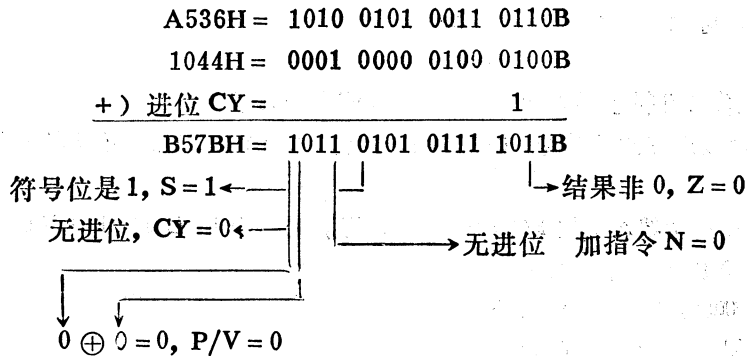 A536H = 1010 0101 0011 0110B
1044H = 0001 0000 0100 0100B
+) 进位 CY = 1
B57BH = 1011 0101 0111 1011B
符号位是 1, S = 1 结果非 0, Z = 0
无进位, CY = 0 无进位 加指令 N = 0
0 ⊕ 0 = 0, P/V = 0